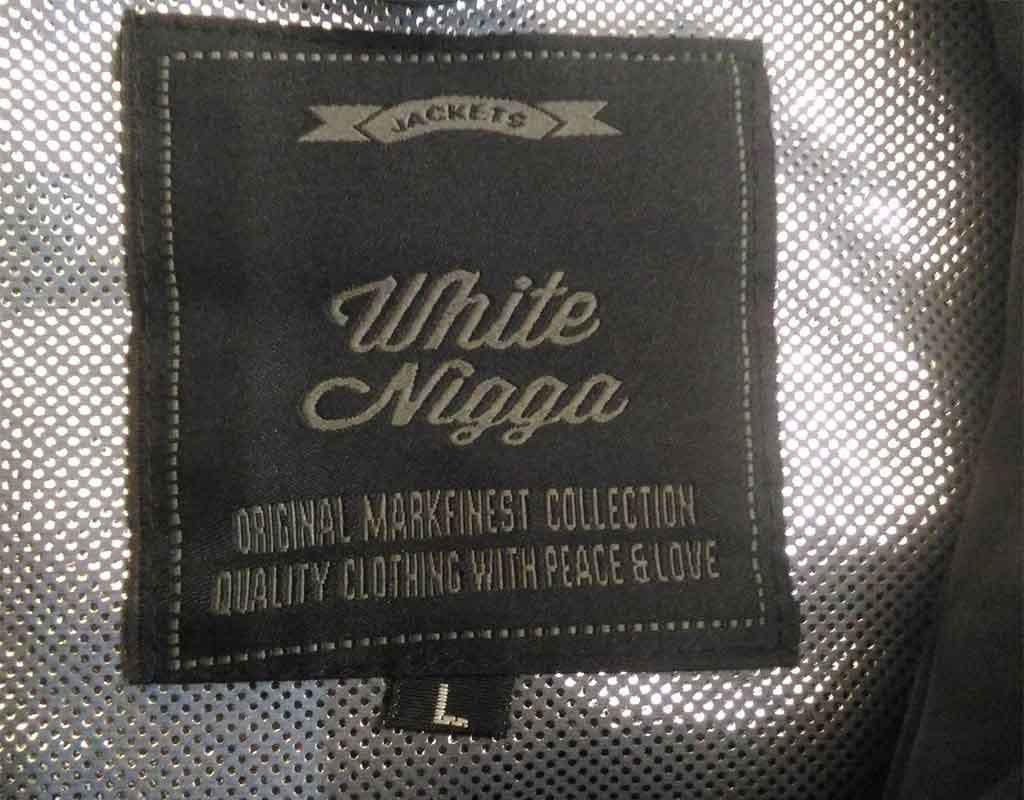 JACKETS
White
Nigga
ORIGINAL MARKFINEST COLLECTION
QUALITY CLOTHING WITH PEACE & LOVE
L